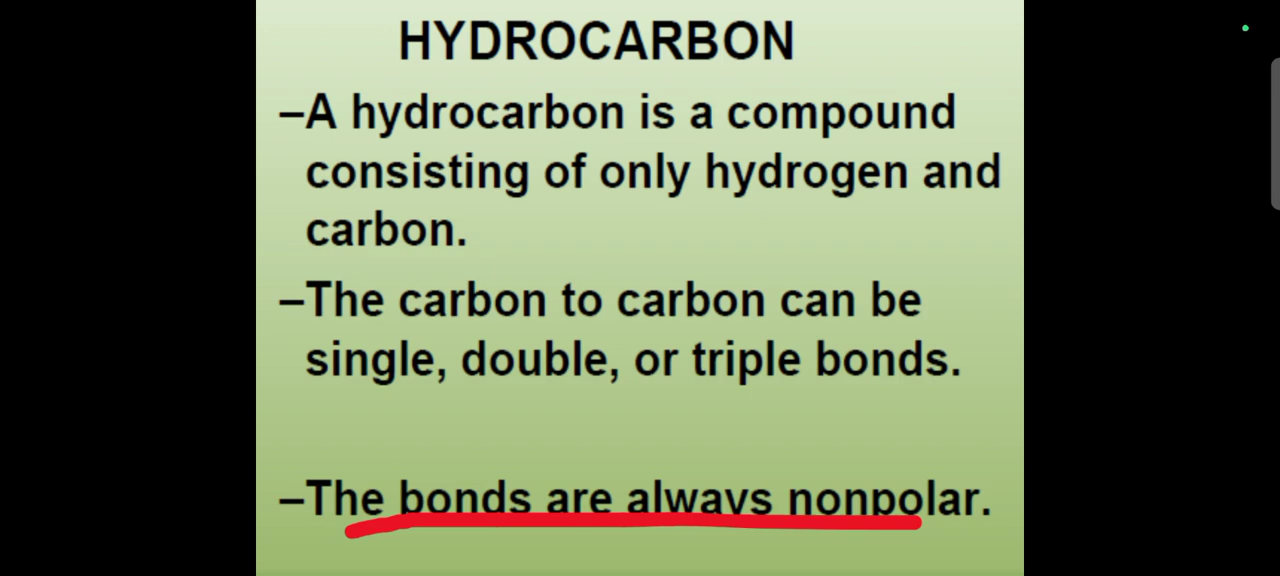 HYDROCARBON
–A hydrocarbon is a compound
consisting of only hydrogen and
carbon.
–The carbon to carbon can be
single, double, or triple bonds.
–The bonds are always nonpolar.